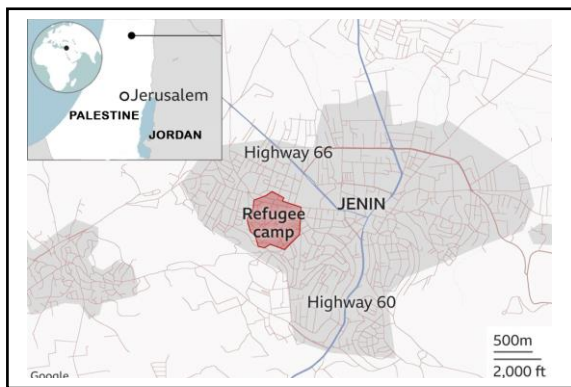 Jerusalem
PALESTINE
JORDAN
Highway 66
JENIN
Refugee
camp
Highway 60
500m
2,000 ft
Google